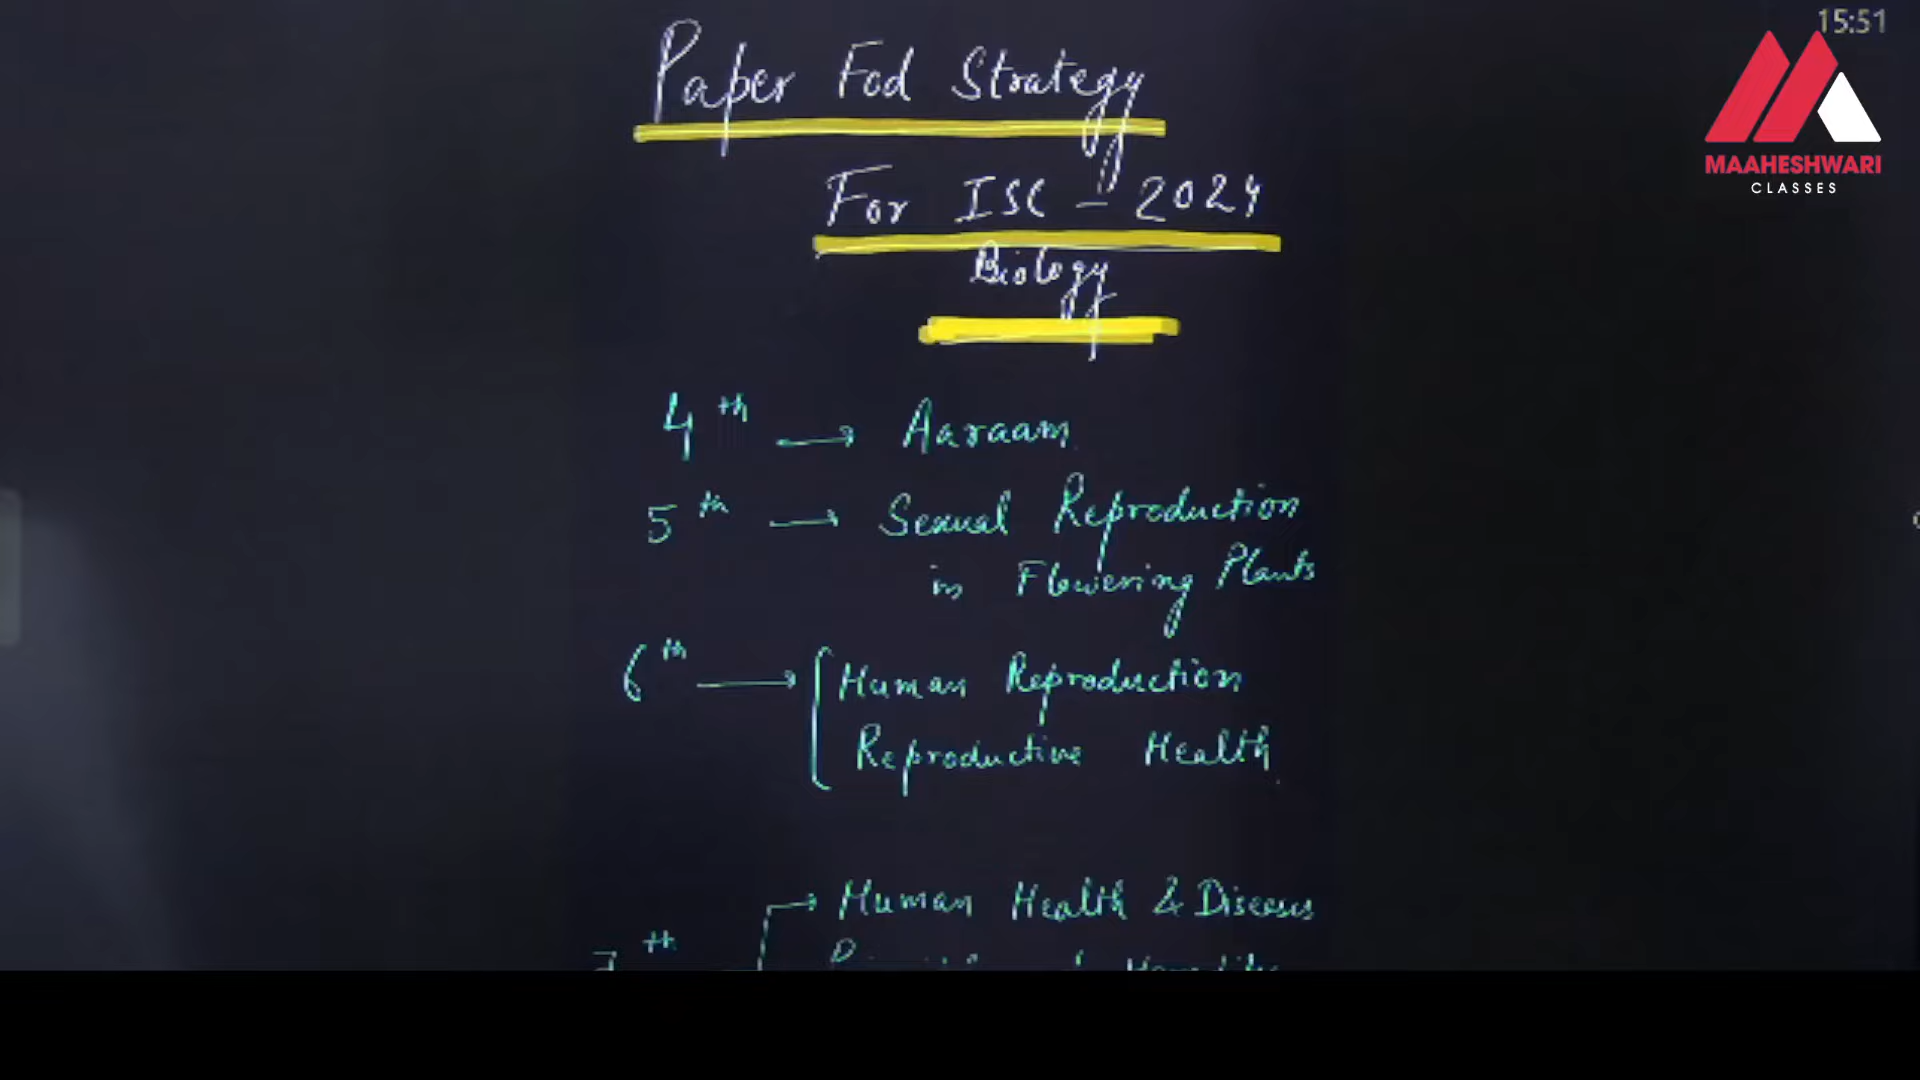 15:51
MAAHESHWARI
CLASSES
Paper Fod Strategy
For ISC - 2024
Biology
4th → Aaraam
5th → Sexual Reproduction
in Flowering Plants
6th → Human Reproduction
Reproductive Health
→ Human Health & Diseases
7th